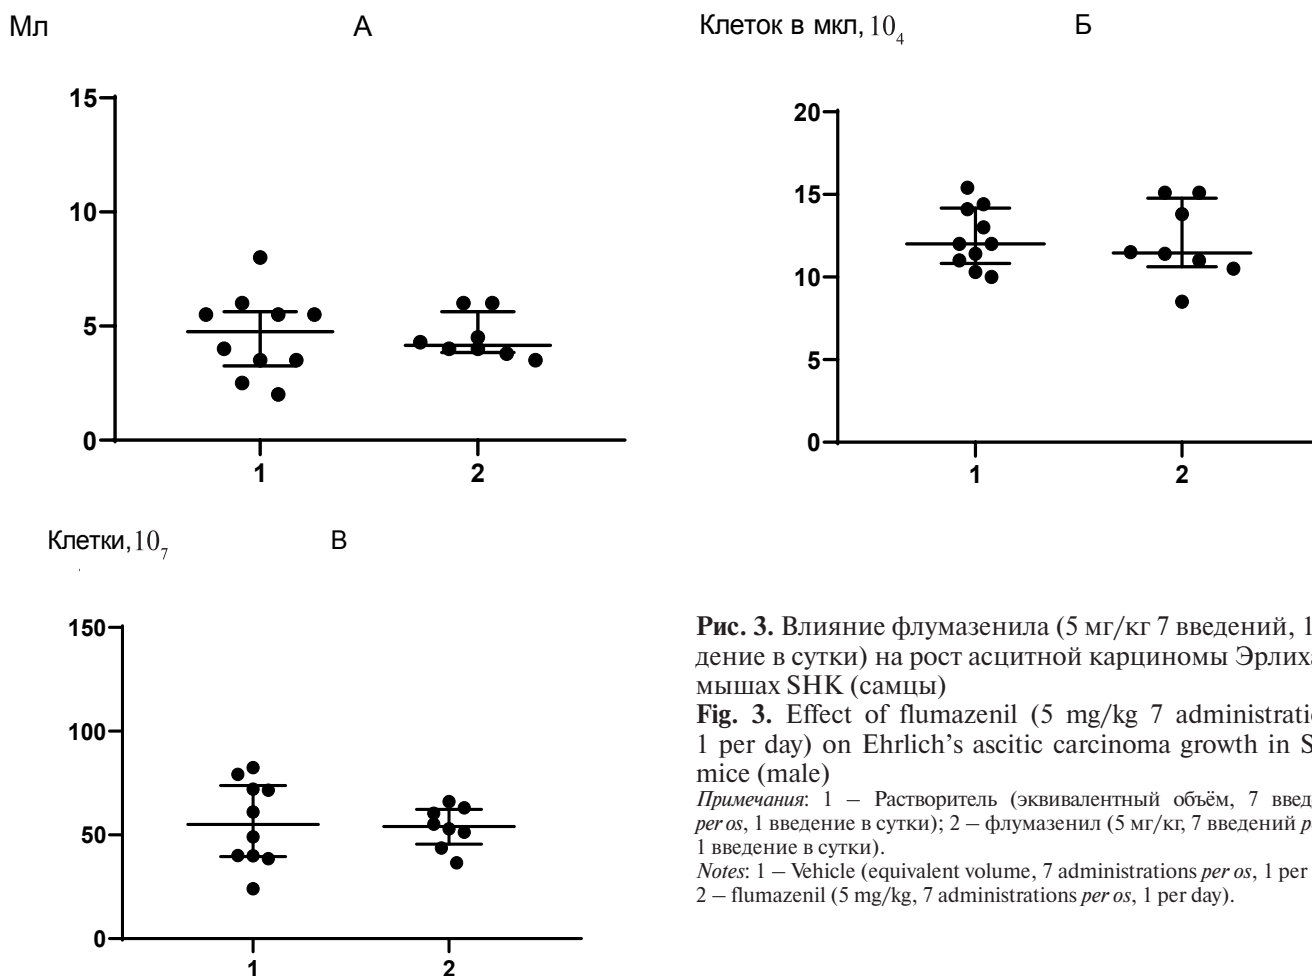 Мл
А
15
10
5
0
1
2
Клеток в мкл, 10₄
Б
20
15
10
5
0
1
2
Клетки, 10₇
В
150
100
50
0
1
2
Рис. 3. Влияние флумазенила (5 мг/кг 7 введений, 1
дение в сутки) на рост асцитной карциномы Эрлиха
мышах SHK (самцы)
Fig. 3. Effect of flumazenil (5 mg/kg 7 administrati
1 per day) on Ehrlich's ascitic carcinoma growth in S
mice (male)
Примечания: 1 – Растворитель (эквивалентный объём, 7 введ
per os, 1 введение в сутки); 2 – флумазенил (5 мг/кг, 7 введений p
1 введение в сутки).
Notes: 1 – Vehicle (equivalent volume, 7 administrations per os, 1 per
2 – flumazenil (5 mg/kg, 7 administrations per os, 1 per day).